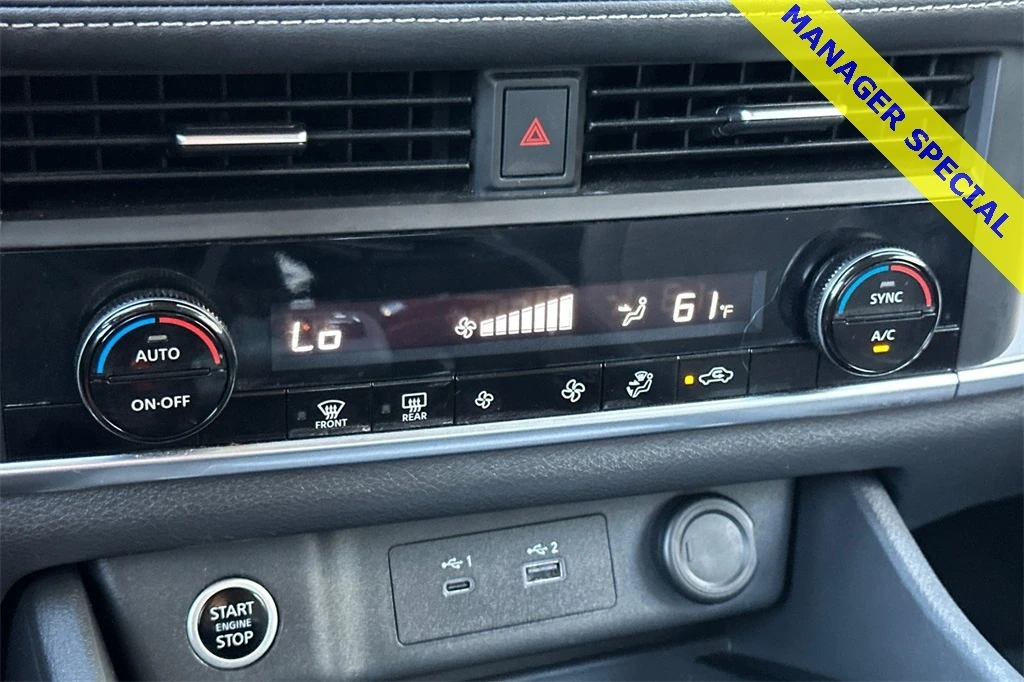 MANAGER SPECIAL
Lo
61°F
AUTO
ON·OFF
SYNC
A/C
FRONT
REAR
1
2
START
ENGINE
STOP